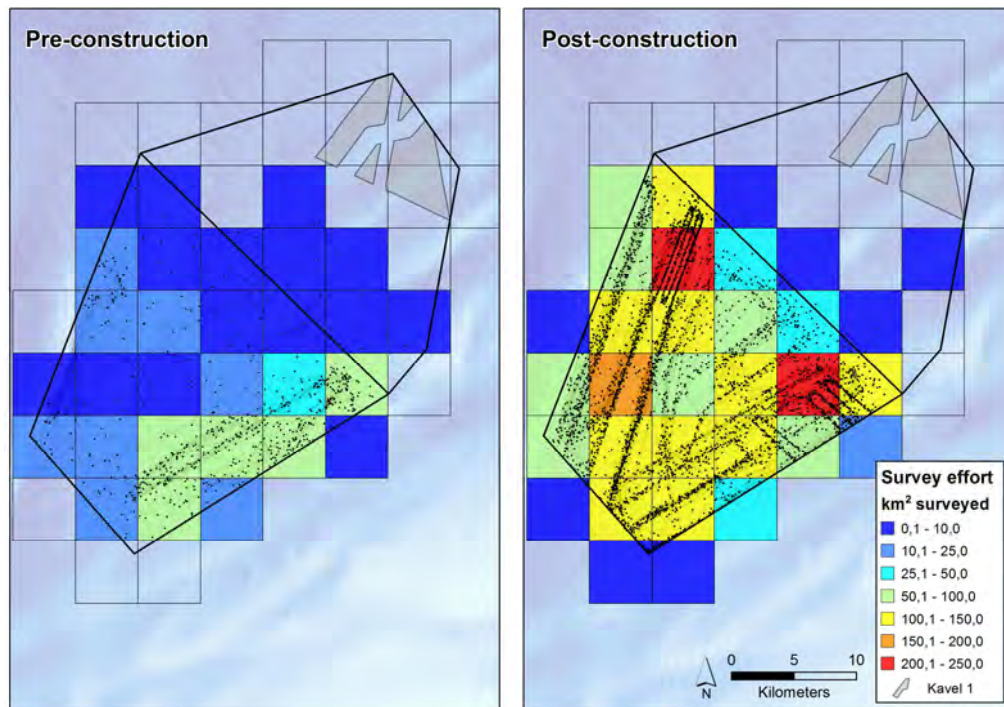 Pre-construction
Post-construction
Survey effort
km² surveyed
0,1 - 10,0
10,1 - 25,0
25,1 - 50,0
50,1 - 100,0
100,1 - 150,0
150,1 - 200,0
200,1 - 250,0
Kavel 1
N
0 5 10
Kilometers